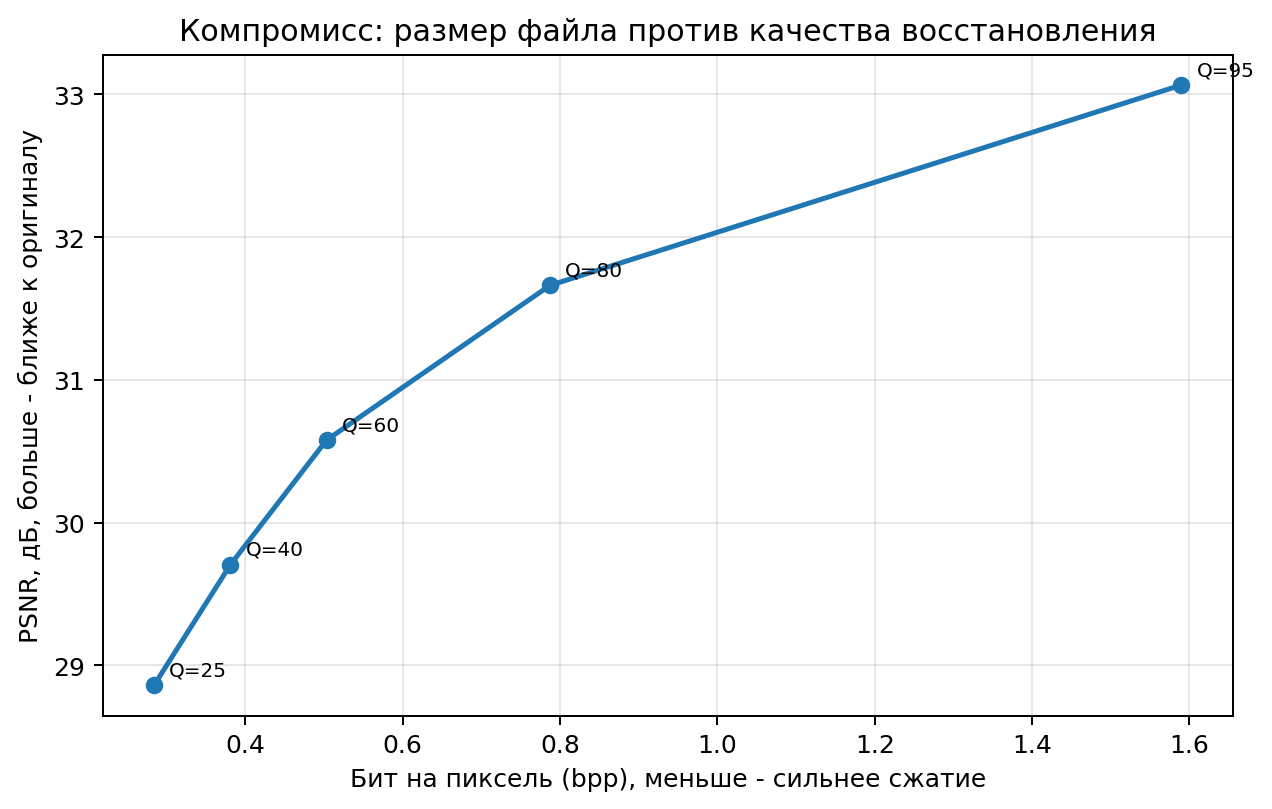 Компромисс: размер файла против качества восстановления
PSNR, дБ, больше - ближе к оригиналу
33
32
31
30
29
Q=95
Q=80
Q=60
Q=40
Q=25
0.4 0.6 0.8 1.0 1.2 1.4 1.6
Бит на пиксель (bpp), меньше - сильнее сжатие